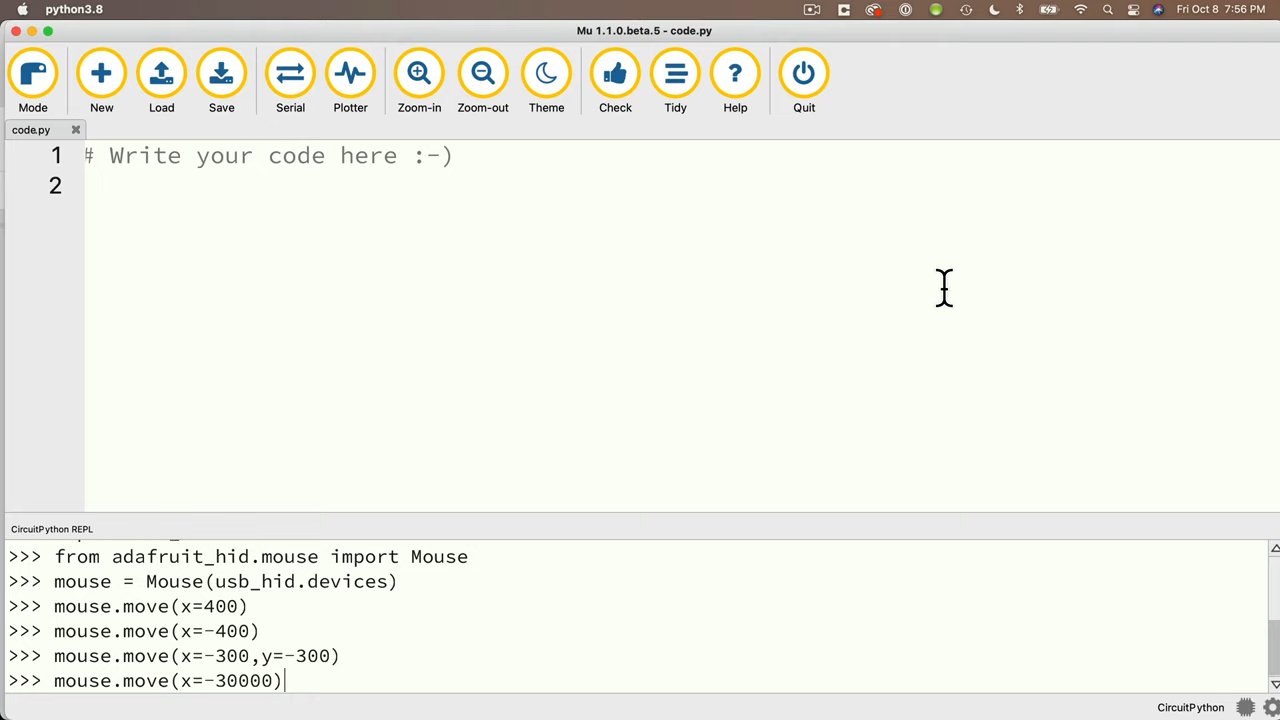 python3.8
Fri Oct 8 7:56 PM
Mu 1.1.0.beta.5 - code.py
Mode
New
Load
Save
Serial
Plotter
Zoom-in
Zoom-out
Theme
Check
Tidy
Help
Quit
code.py
1 # Write your code here :-)
2
CircuitPython REPL
>>> from adafruit_hid.mouse import Mouse
>>> mouse = Mouse(usb_hid.devices)
>>> mouse.move(x=400)
>>> mouse.move(x=-400)
>>> mouse.move(x=-300,y=-300)
>>> mouse.move(x=-30000)
CircuitPython